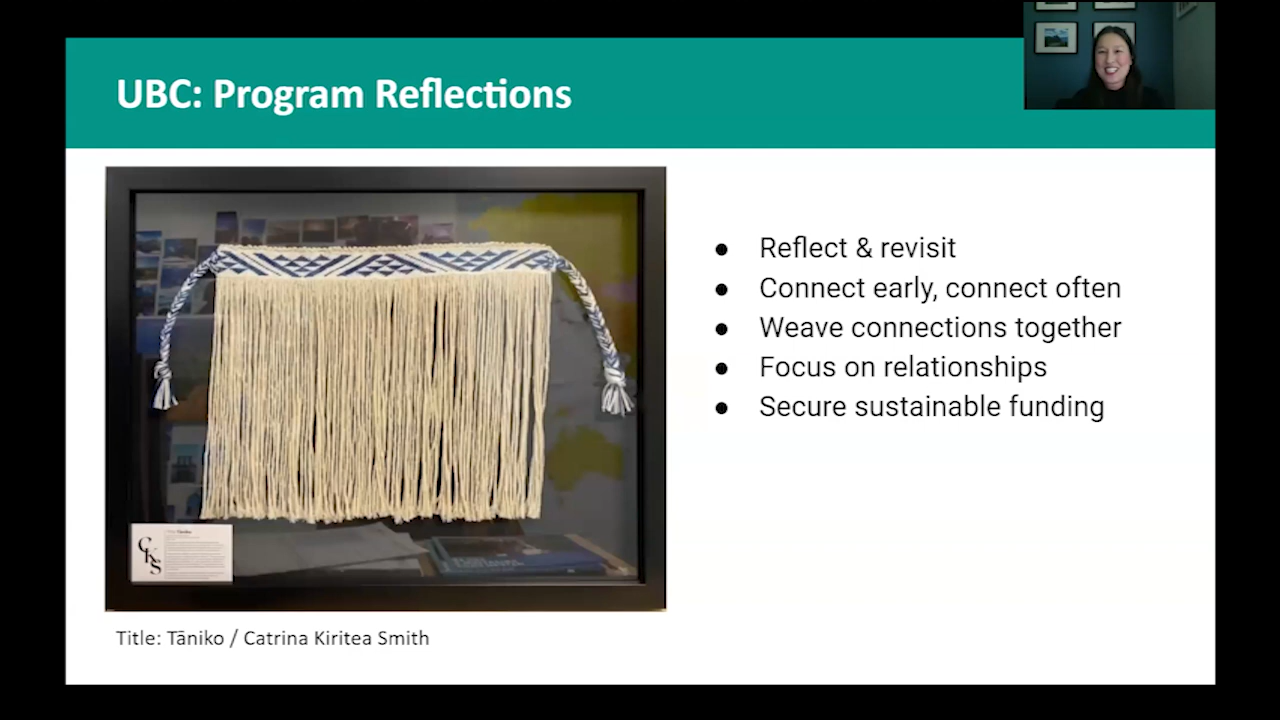 UBC: Program Reflections
Reflect & revisit
Connect early, connect often
Weave connections together
Focus on relationships
Secure sustainable funding
CKS
Title: Tāniko / Catrina Kiritea Smith